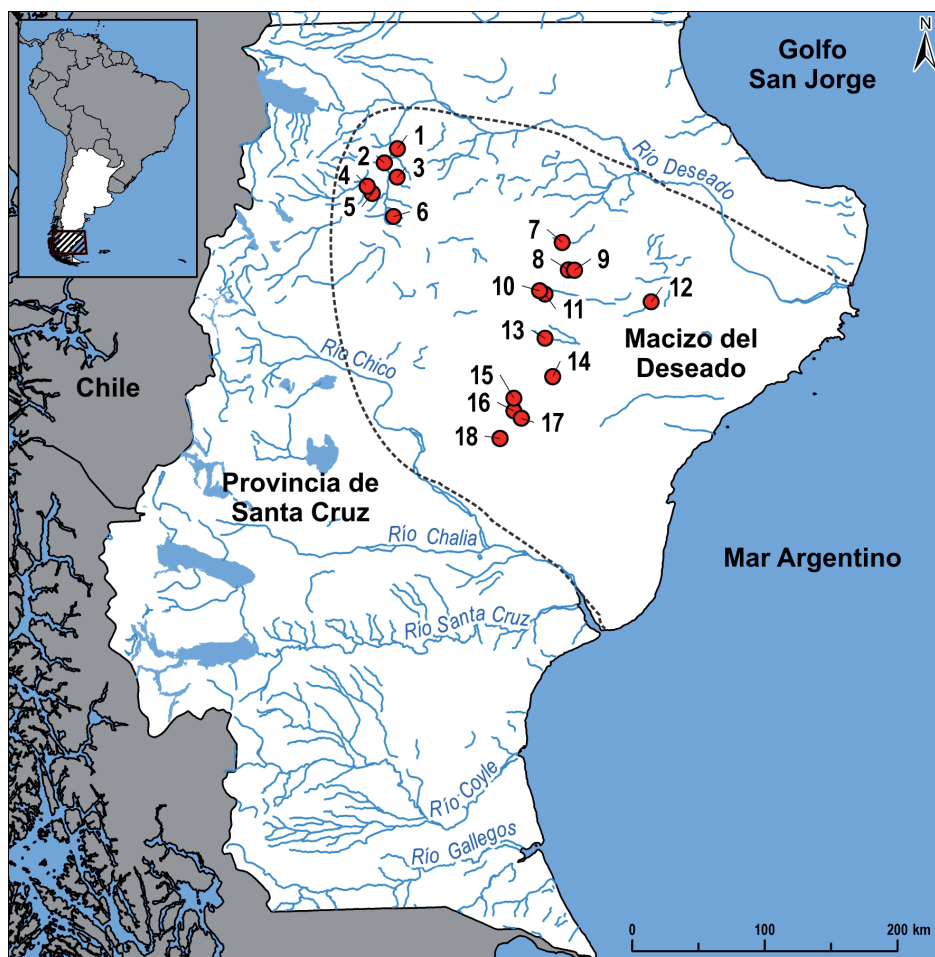 N
Golfo
San Jorge
Río Deseado
1
2
3
4
5
6
7
8
9
10
11
12
13
14
15
16
17
18
Macizo del
Deseado
Río Chico
Chile
Provincia de
Santa Cruz
Río Chalia
Mar Argentino
Río Santa Cruz
Río Coyle
Río Gallegos
0
100
200 km